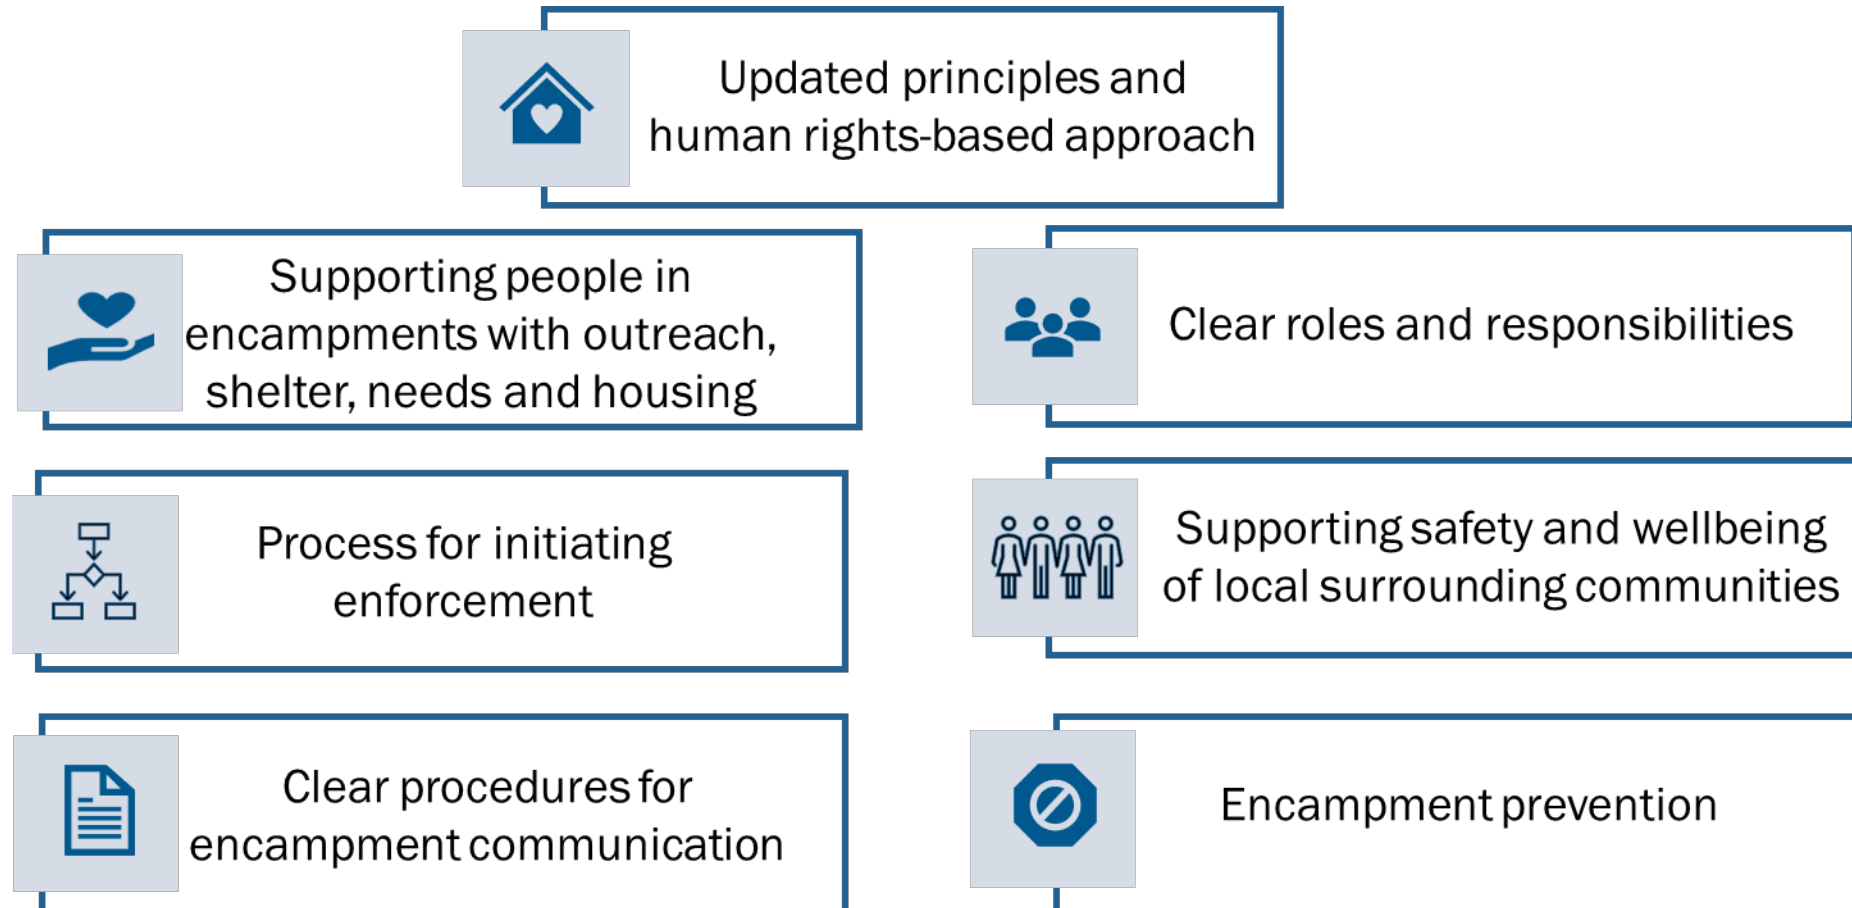 Updated principles and
human rights-based approach
Supporting people in
encampments with outreach,
shelter, needs and housing
Clear roles and responsibilities
Process for initiating
enforcement
Supporting safety and wellbeing
of local surrounding communities
Clear procedures for
encampment communication
Encampment prevention